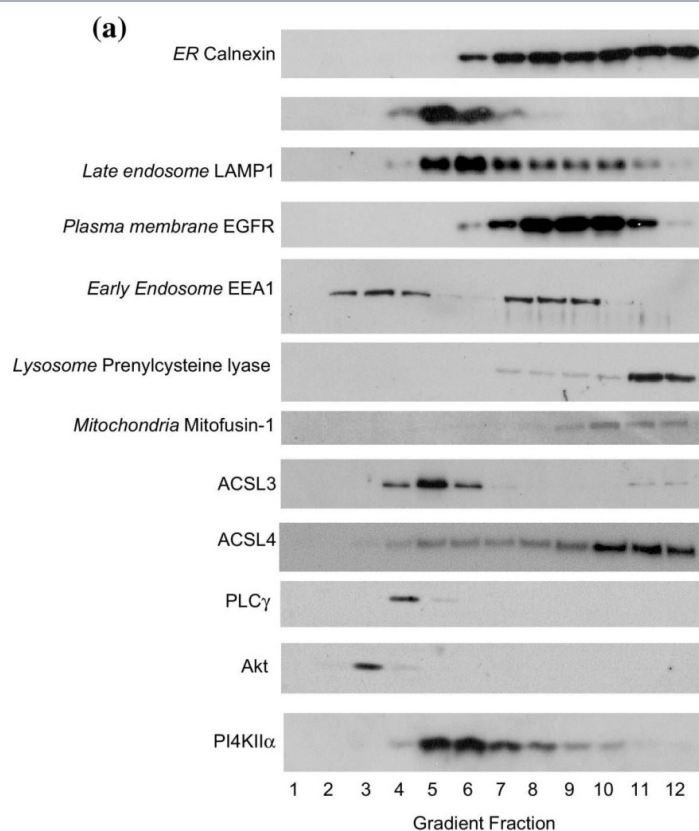 (a)
ER Calnexin
Late endosome LAMP1
Plasma membrane EGFR
Early Endosome EEA1
Lysosome Prenylcysteine lyase
Mitochondria Mitofusin-1
ACSL3
ACSL4
PLCγ
Akt
PI4KIIα
1 2 3 4 5 6 7 8 9 10 11 12
Gradient Fraction